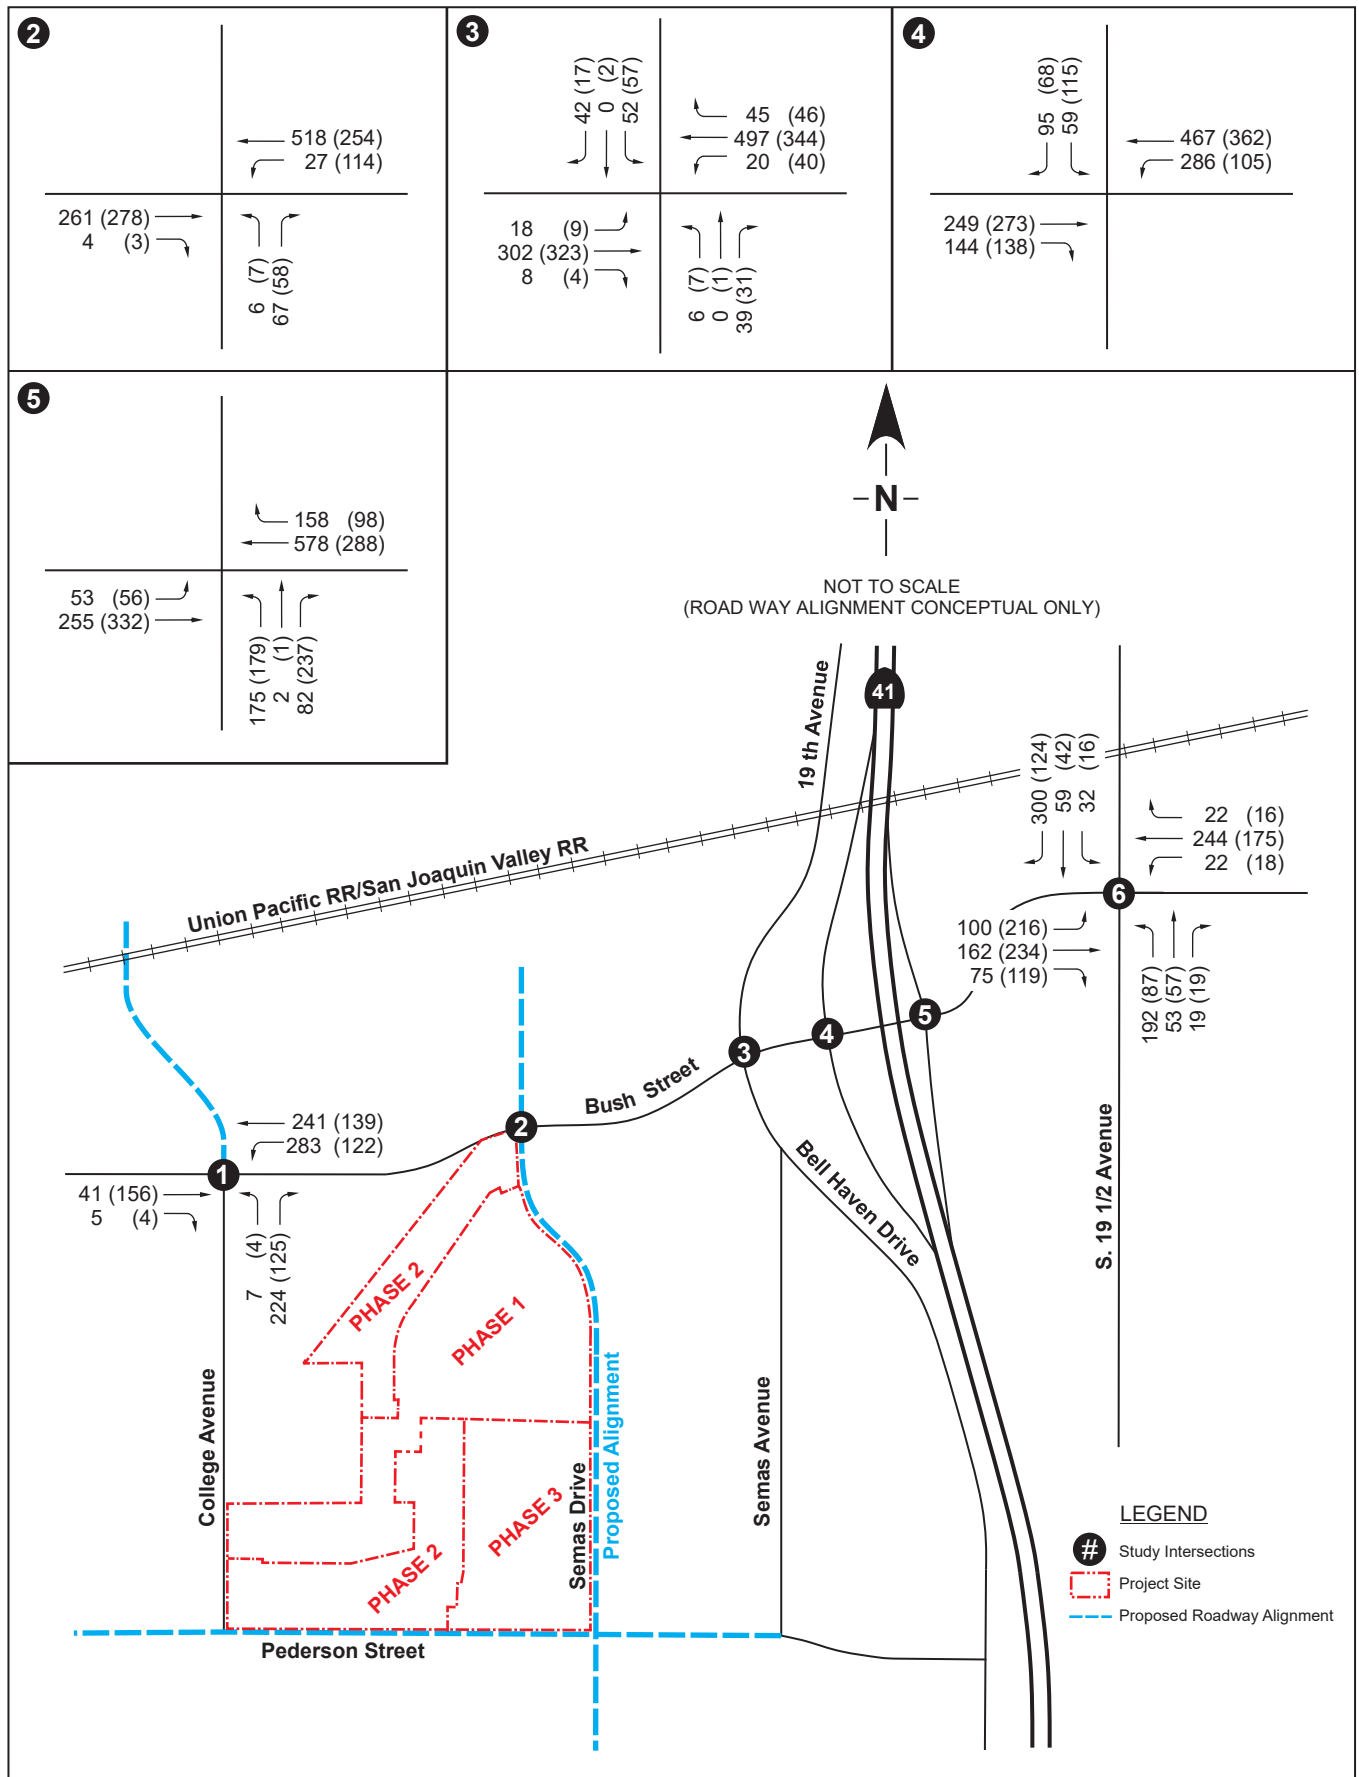 2
518 (254)
27 (114)
261 (278)
4 (3)
6 (7)
67 (58)
3
42 (17)
0 (2)
52 (57)
45 (46)
497 (344)
20 (40)
18 (9)
302 (323)
8 (4)
6 (7)
0 (1)
39 (31)
4
95 (68)
59 (115)
467 (362)
286 (105)
249 (273)
144 (138)
5
158 (98)
578 (288)
53 (56)
255 (332)
175 (179)
2 (1)
82 (237)
N
NOT TO SCALE
(ROAD WAY ALIGNMENT CONCEPTUAL ONLY)
19 th Avenue
41
Union Pacific RR/San Joaquin Valley RR
300 (124)
59 (42)
32 (16)
22 (16)
244 (175)
22 (18)
6
100 (216)
162 (234)
75 (119)
192 (87)
53 (57)
19 (19)
5
4
3
Bush Street
2
241 (139)
283 (122)
1
41 (156)
5 (4)
7 (4)
224 (125)
Bell Haven Drive
S. 19 1/2 Avenue
PHASE 2
PHASE 1
College Avenue
Semas Drive
Proposed Alignment
Semas Avenue
PHASE 3
PHASE 2
Pederson Street
LEGEND
# Study Intersections
Project Site
Proposed Roadway Alignment